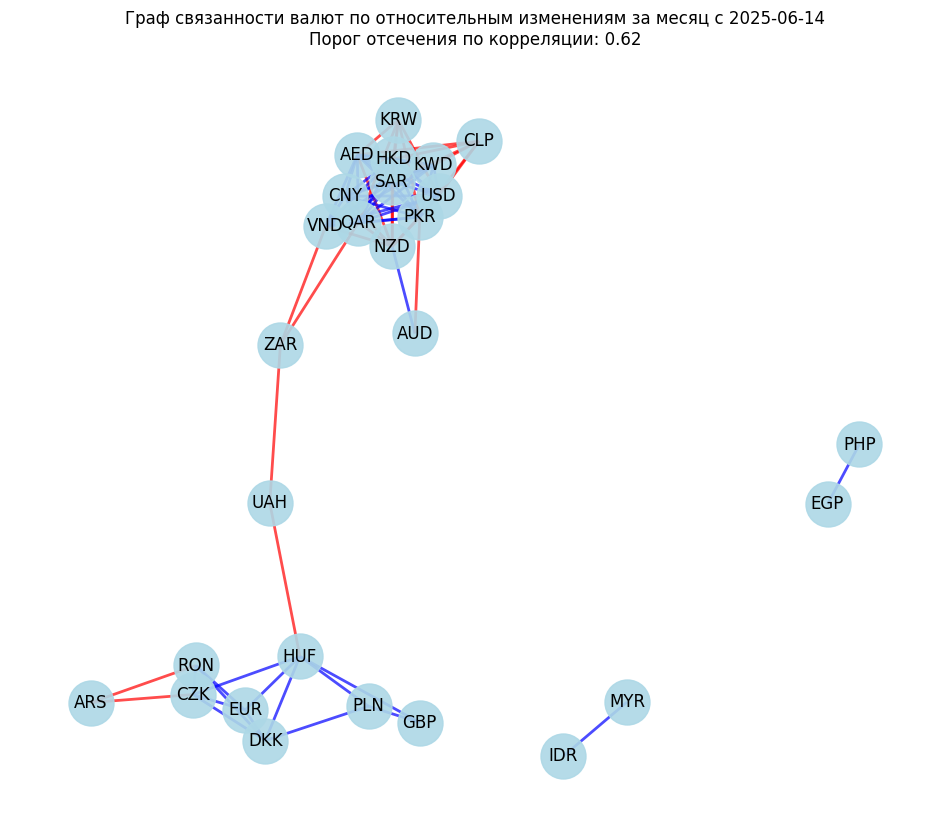 Граф связанности валют по относительным изменениям за месяц с 2025-06-14
Порог отсечения по корреляции: 0.62
KRW
CLP
AED
HKD
KWD
SAR
CNY
USD
VND
QAR
PKR
NZD
AUD
ZAR
PHP
UAH
EGP
HUF
RON
CZK
ARS
EUR
PLN
MYR
GBP
DKK
IDR